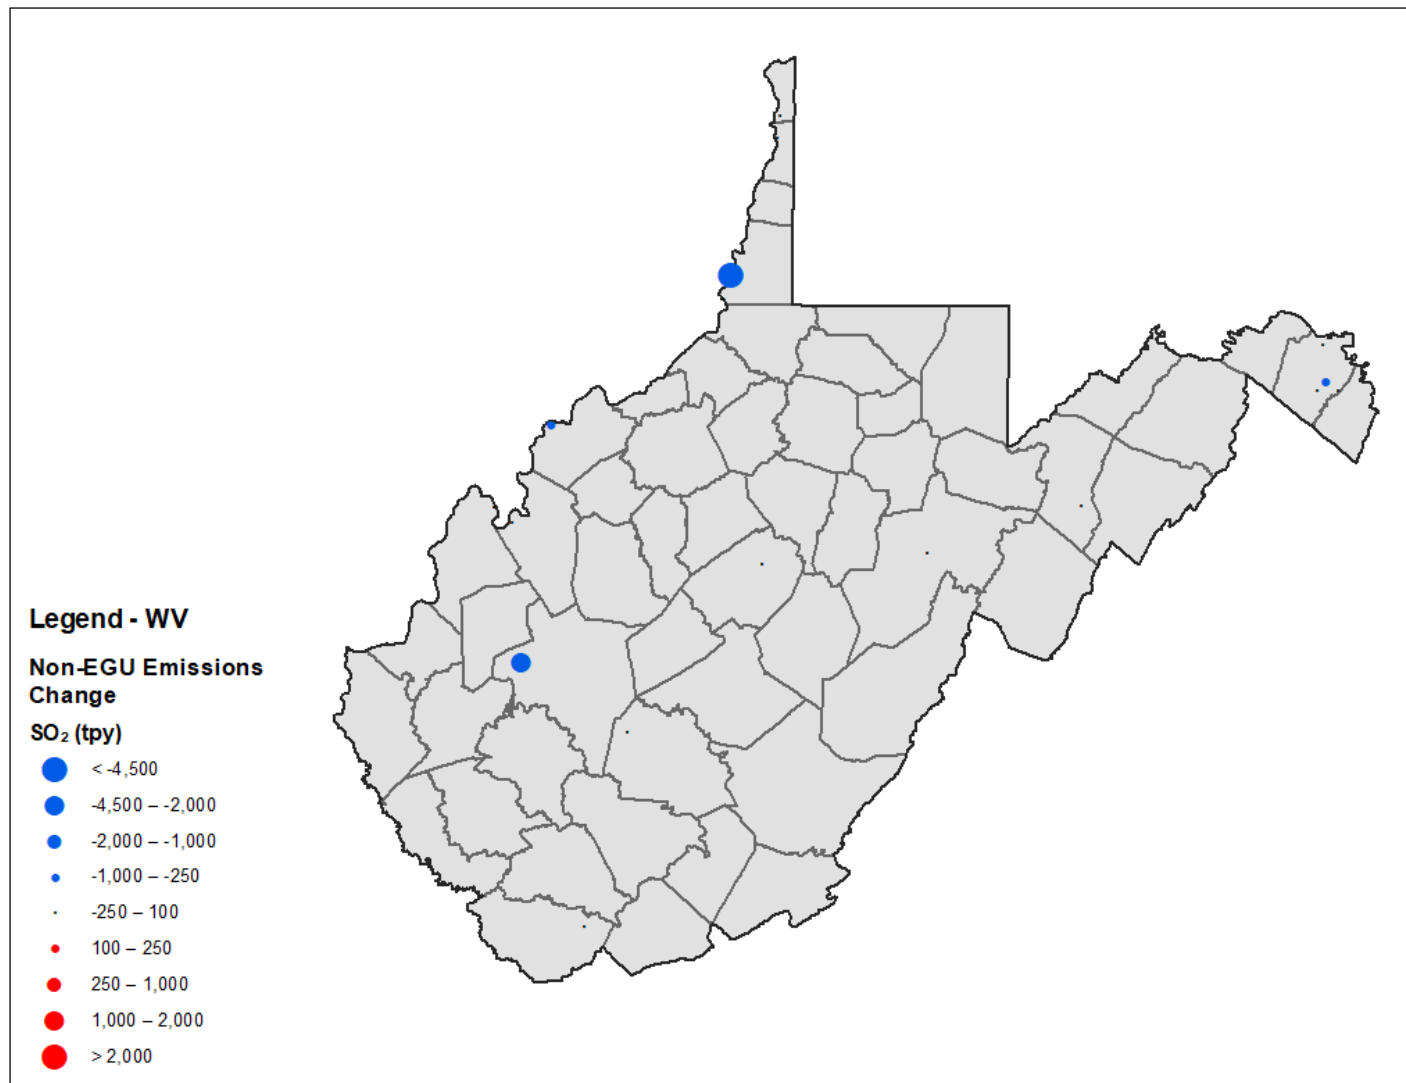 Legend - WV
Non-EGU Emissions
Change
SO₂ (tpy)
< -4,500
-4,500 – -2,000
-2,000 – -1,000
-1,000 – -250
-250 – 100
100 – 250
250 – 1,000
1,000 – 2,000
> 2,000